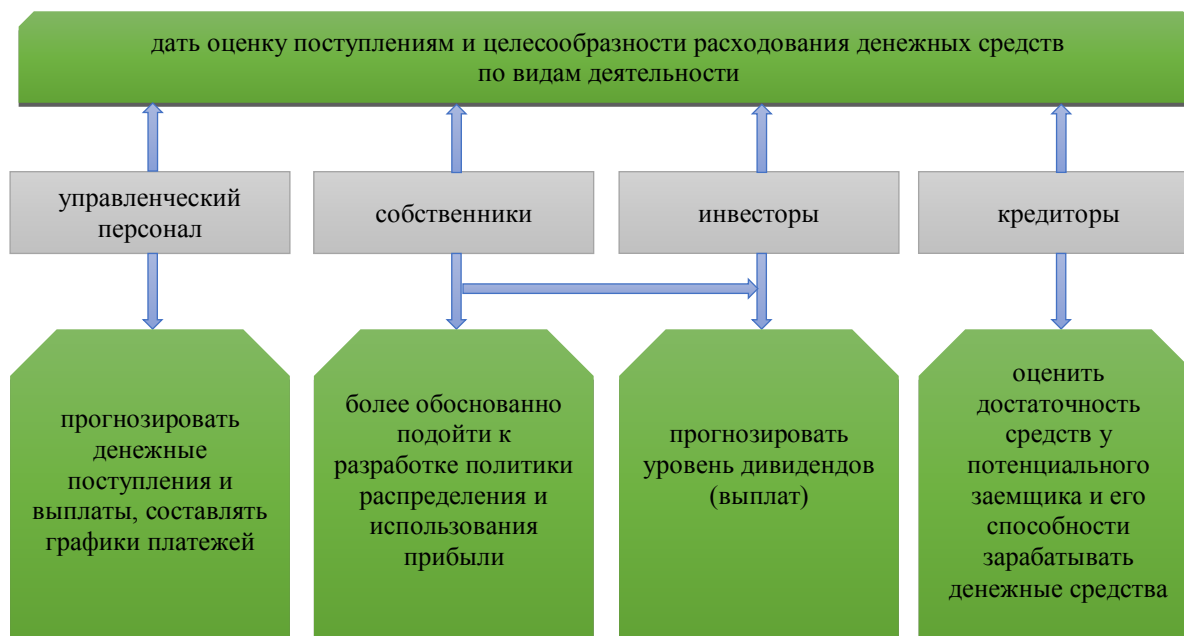 дать оценку поступлениям и целесообразности расходования денежных средств
по видам деятельности
управленческий
персонал
собственники
инвесторы
кредиторы
прогнозировать
денежные
поступления и
выплаты, составлять
графики платежей
более обоснованно
подойти к
разработке политики
распределения и
использования
прибыли
прогнозировать
уровень дивидендов
(выплат)
оценить
достаточность
средств у
потенциального
заемщика и его
способности
зарабатывать
денежные средства